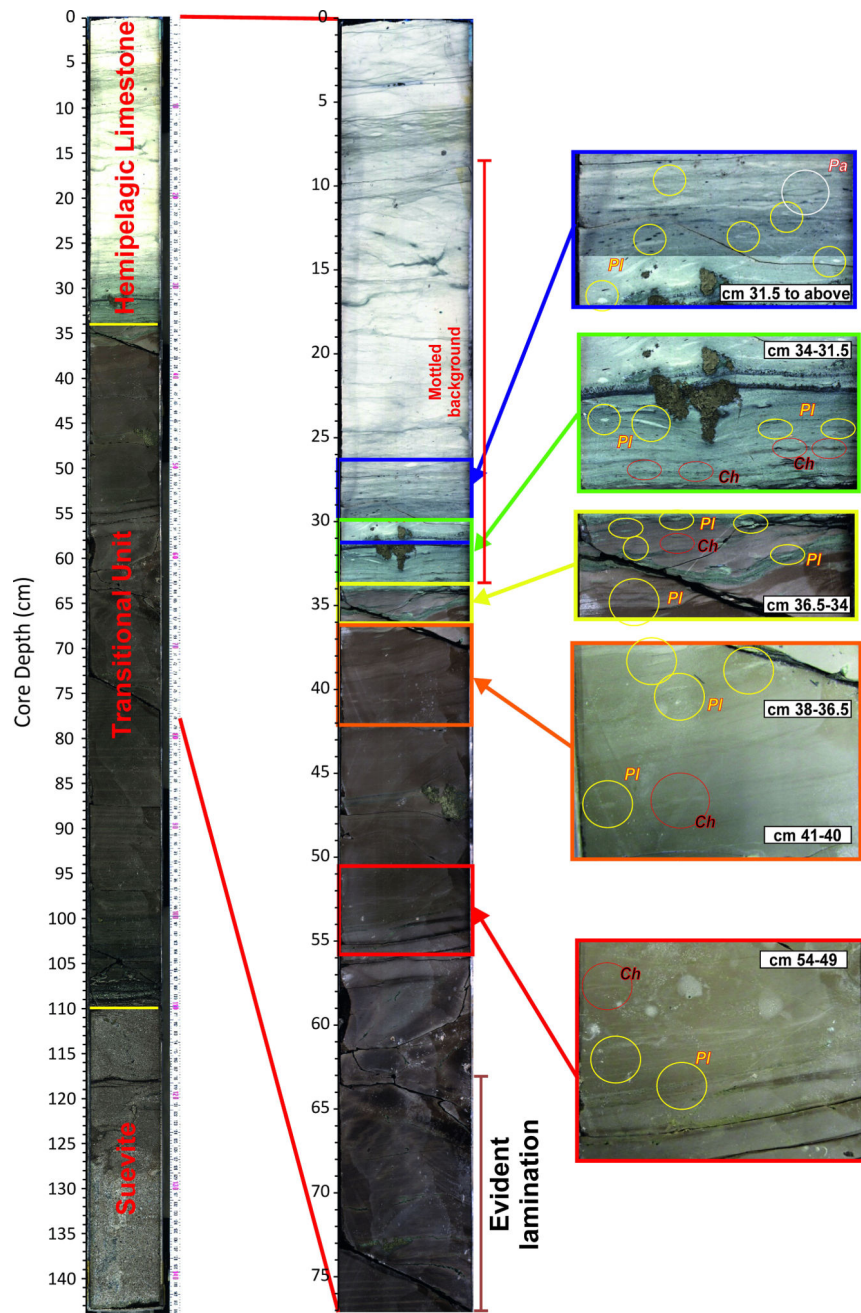 Core Depth (cm)
0
5
10
15
20
25
30
35
40
45
50
55
60
65
70
75
80
85
90
95
100
105
110
115
120
125
130
135
140
Hemipelagic Limestone
Transitional Unit
Suevite
0
5
10
15
20
25
30
35
40
45
50
55
60
65
70
75
Mottled
background
Evident
lamination
Pa
Pl
cm 31.5 to above
cm 34-31.5
Pl
Pl
Ch
Ch
Pl
Ch
Pl
Pl
cm 36.5-34
cm 38-36.5
Pl
Pl
Ch
cm 41-40
cm 54-49
Ch
Pl